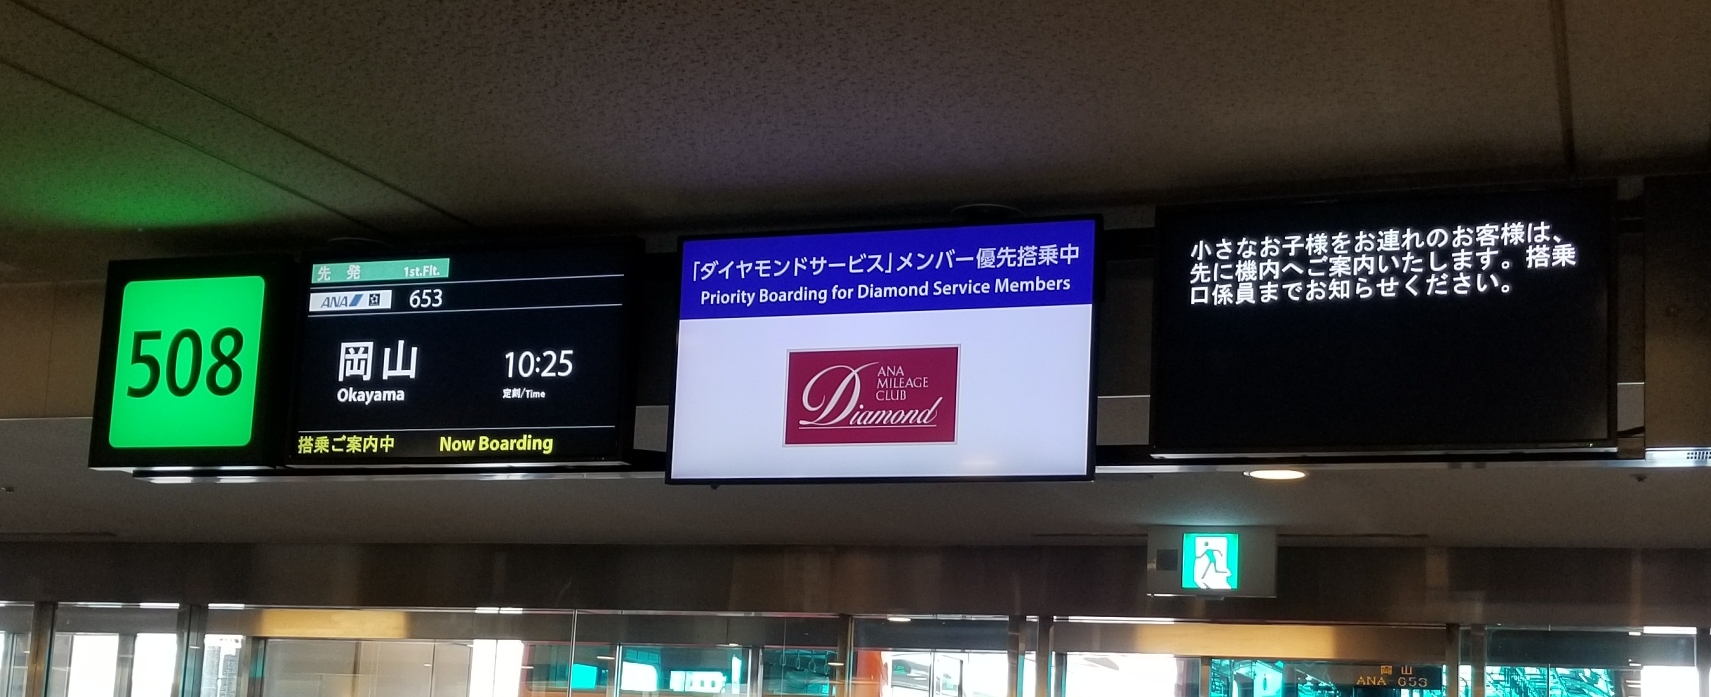 508
先発 1st.Flt.
ANA 653
岡山 10:25
Okayama 定刻/Time
搭乗ご案内中 Now Boarding
「ダイヤモンドサービス」メンバー優先搭乗中
Priority Boarding for Diamond Service Members
ANA
MILEAGE
CLUB
Diamond
小さなお子様をお連れのお客様は、
先に機内へご案内いたします。搭乗
口係員までお知らせください。
岡山
ANA 653